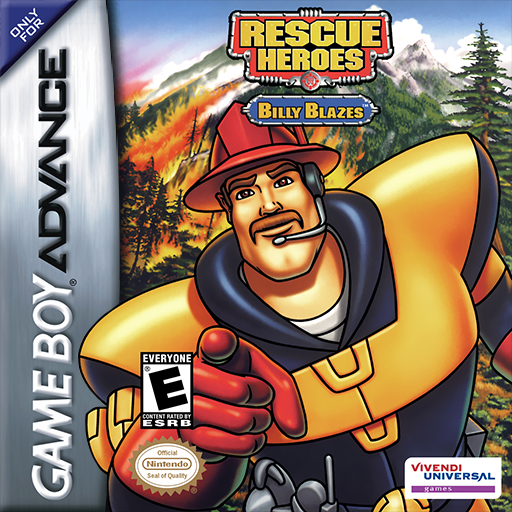 ONLY
FOR
GAME BOY ADVANCE
RESCUE
HEROES
BILLY BLAZES™
EVERYONE
E
CONTENT RATED BY
ESRB
Official
Nintendo
Seal of Quality
VIVENDI
UNIVERSAL
games